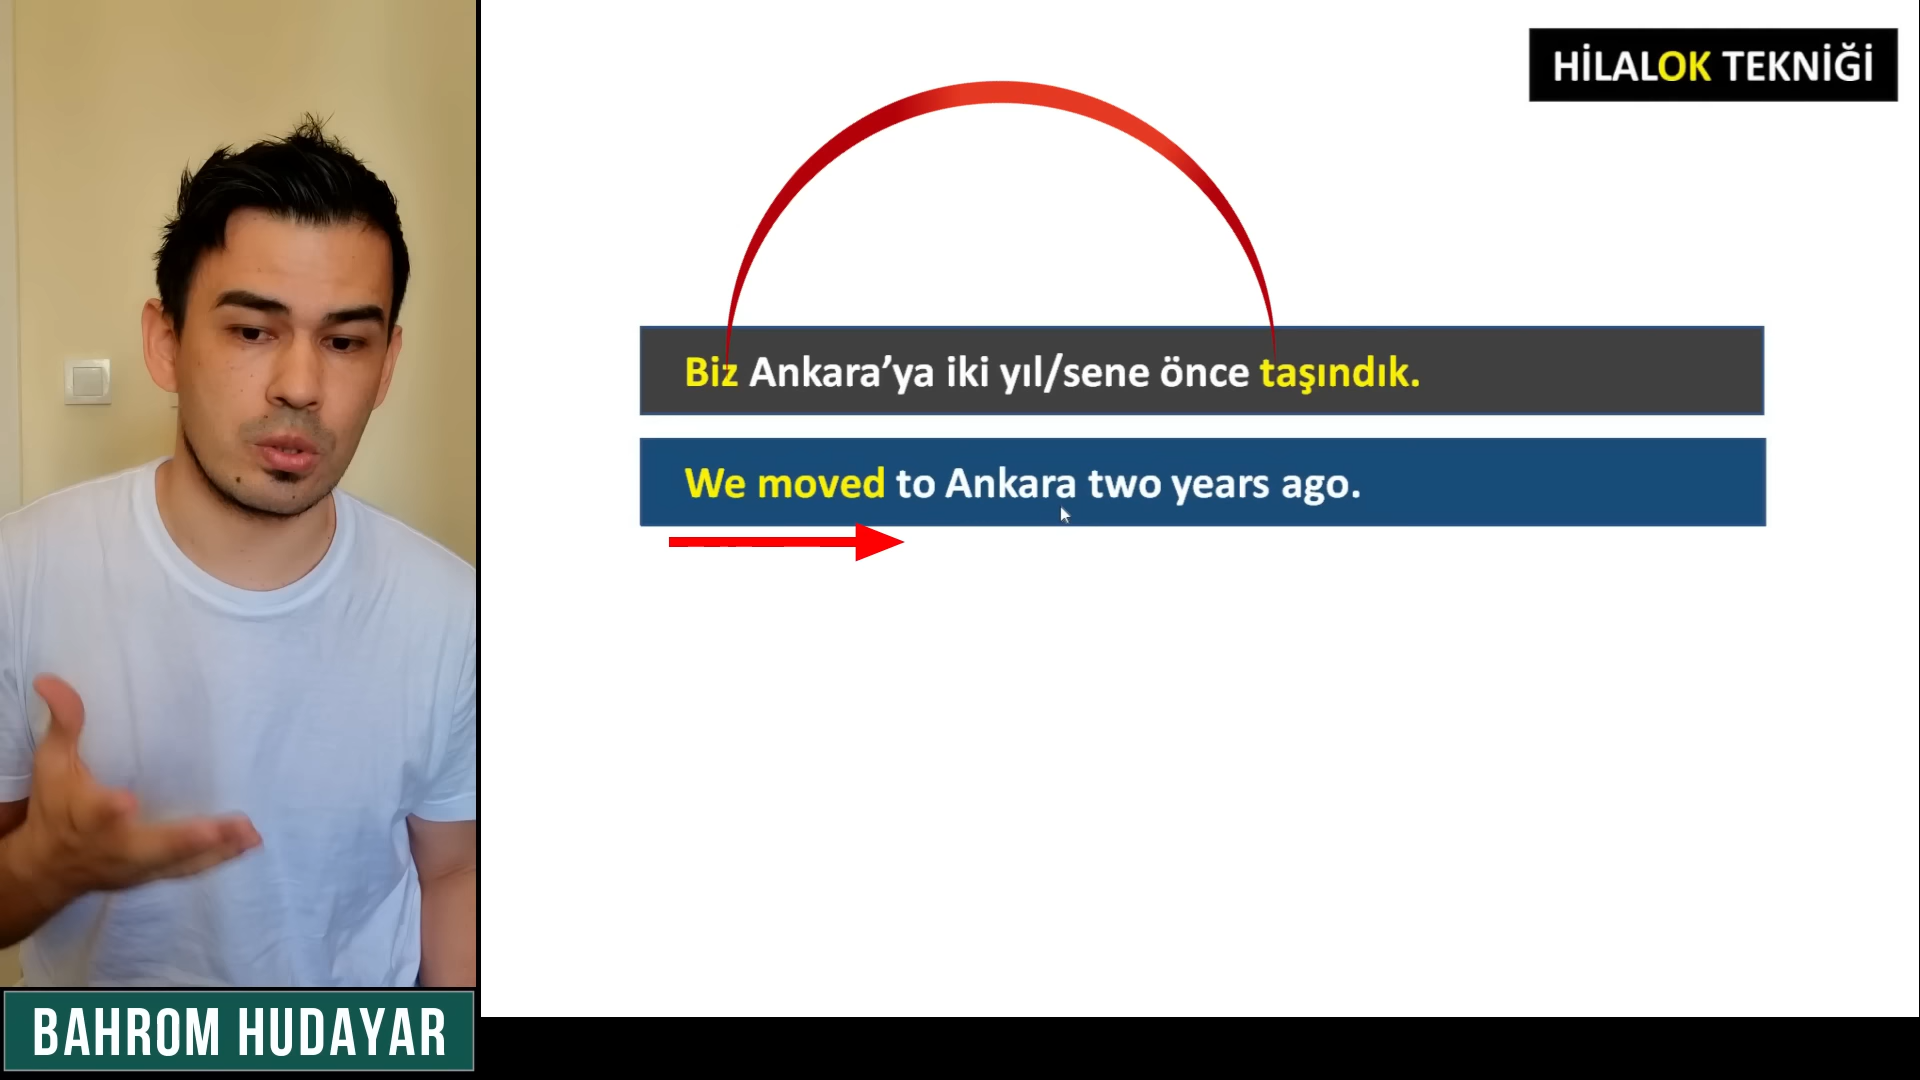 HİLALOK TEKNİĞİ
Biz Ankara’ya iki yıl/sene önce taşındık.
We moved to Ankara two years ago.
BAHROM HUDAYAR